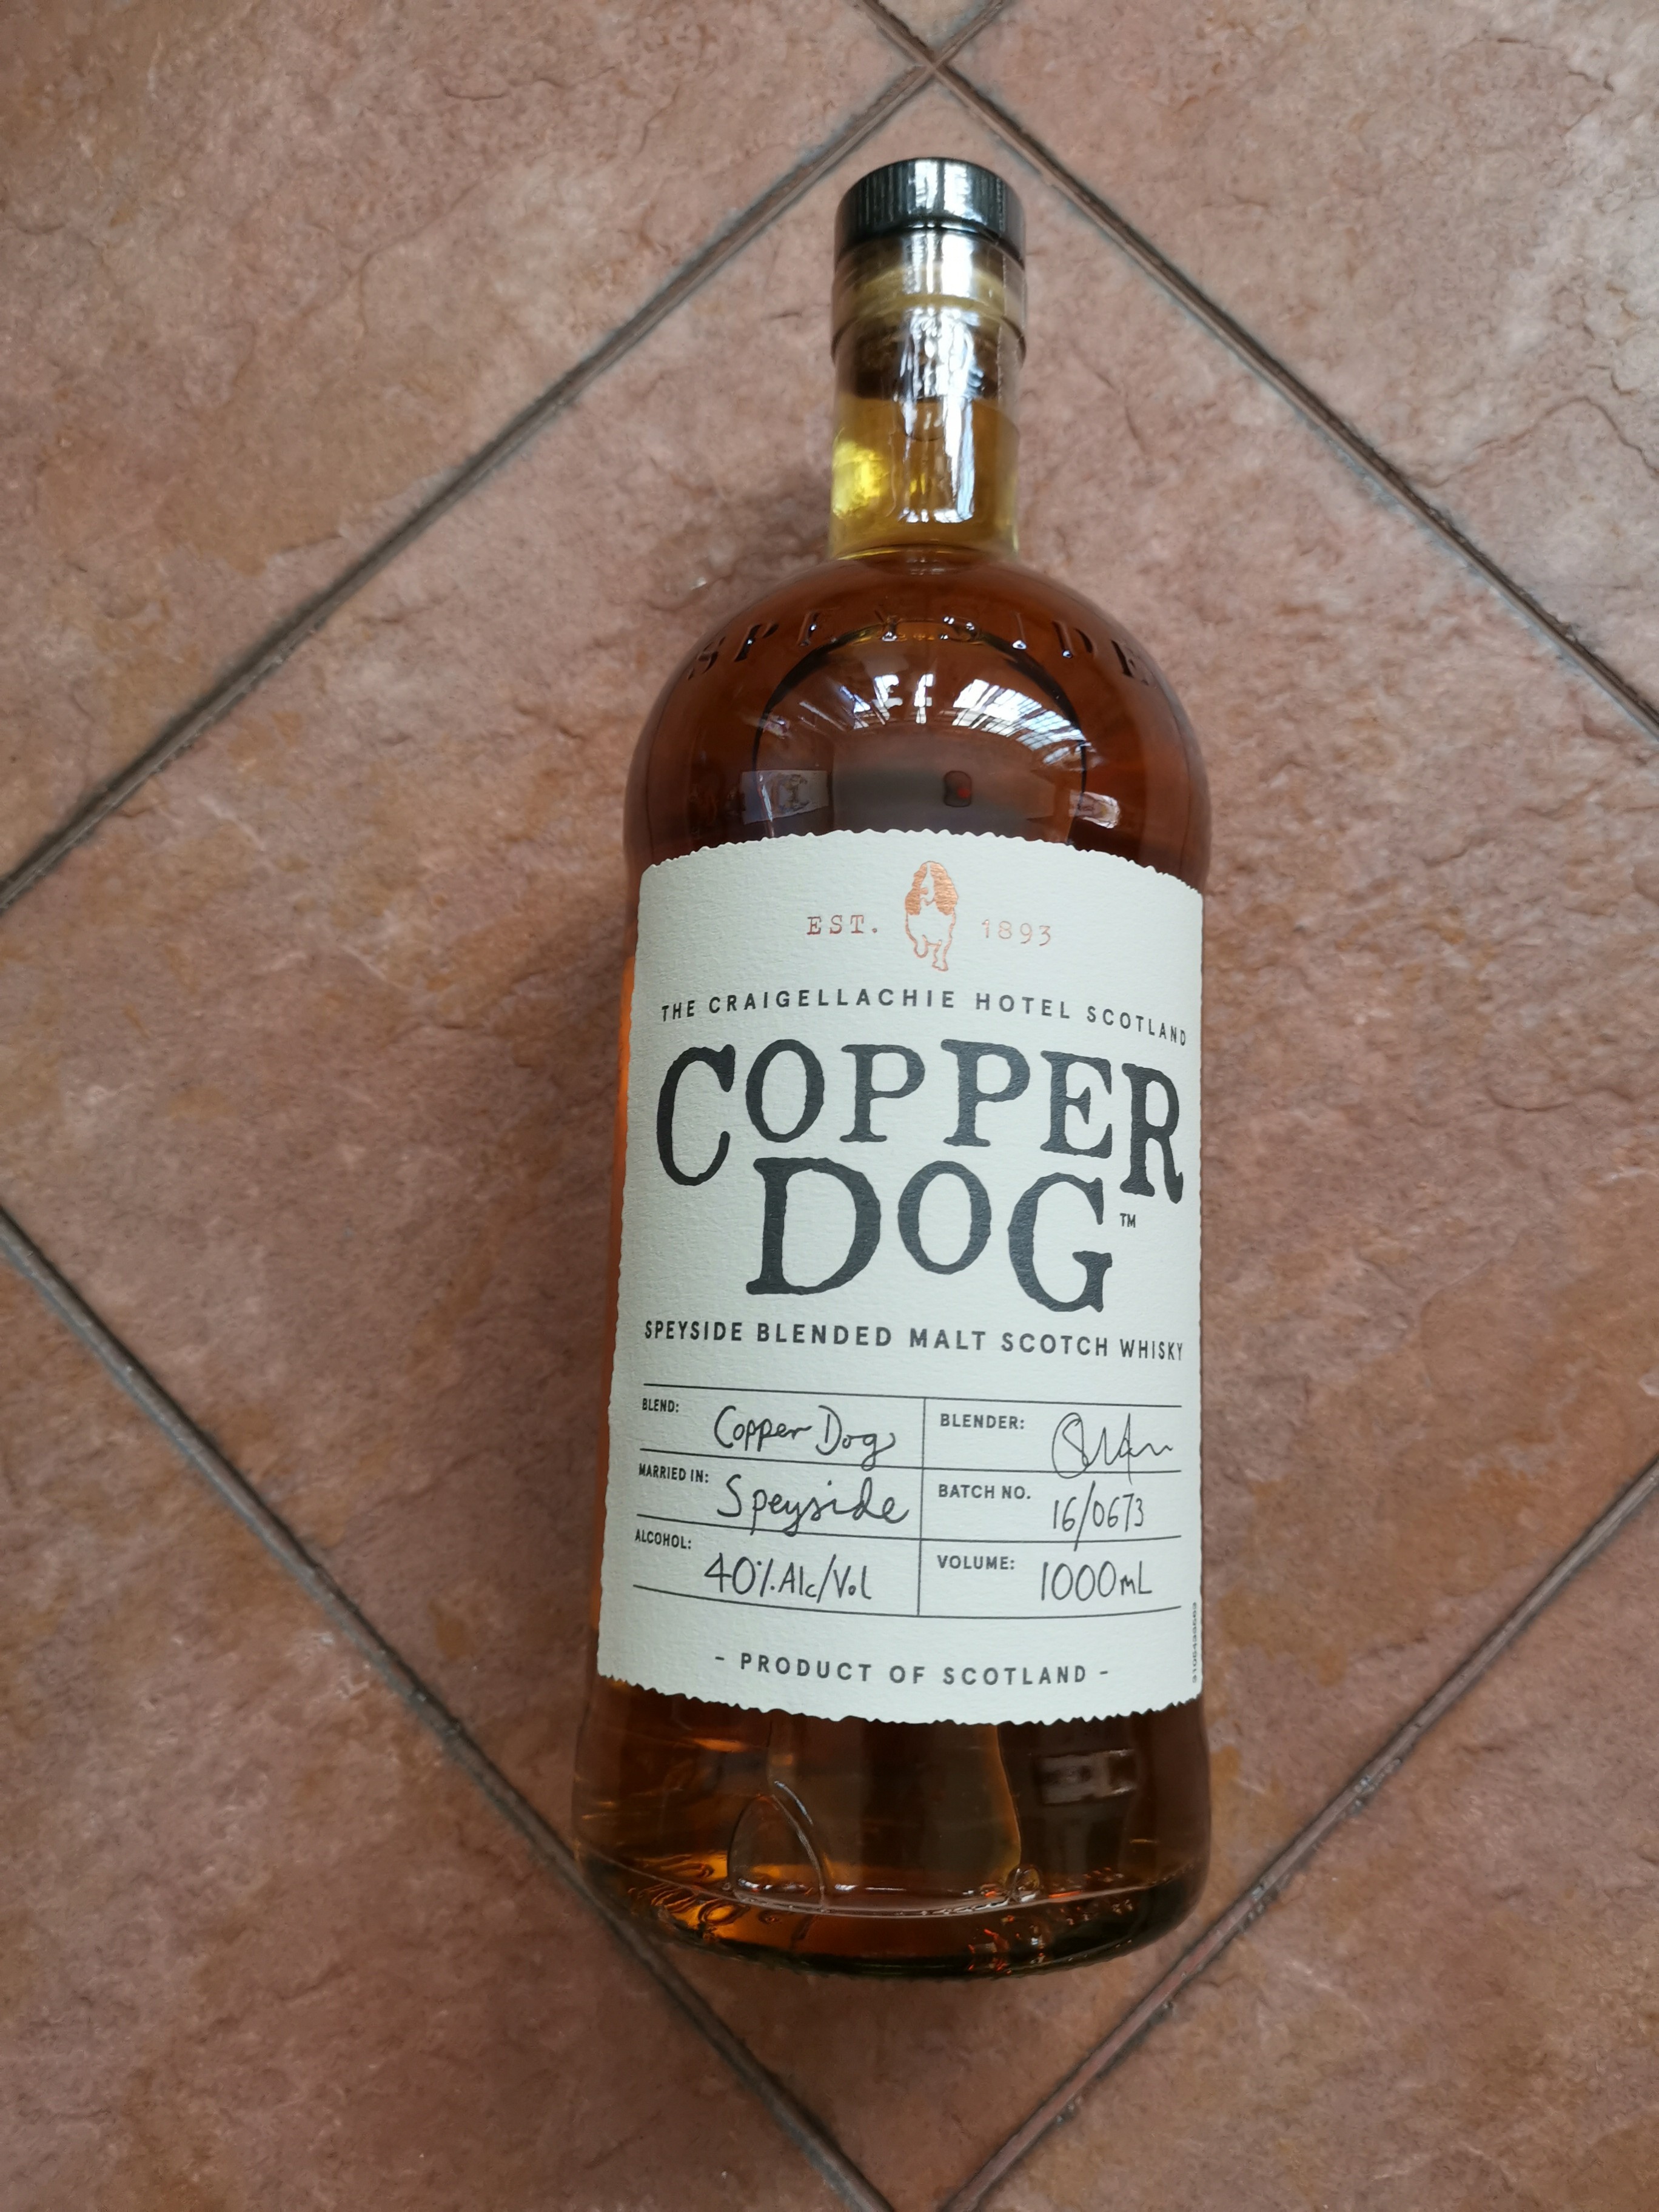 SPEYSIDE
EST. 1893
THE CRAIGELLACHIE HOTEL SCOTLAND
COPPER
DOG™
SPEYSIDE BLENDED MALT SCOTCH WHISKY
BLEND: Copper Dog
BLENDER:
MARRIED IN: Speyside
BATCH NO. 16/0673
ALCOHOL: 40% Alc/Vol
VOLUME: 1000mL
- PRODUCT OF SCOTLAND -